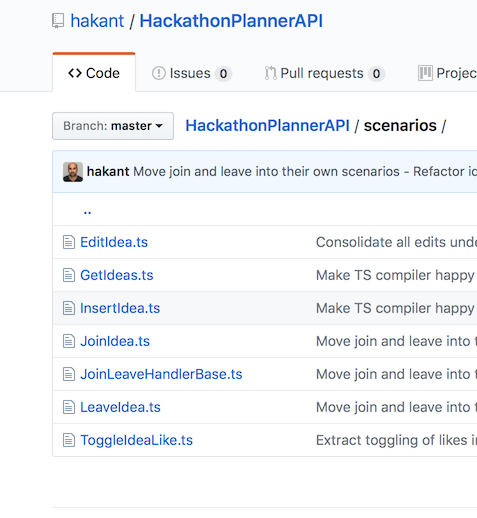 hakant / HackathonPlannerAPI
Code Issues 0 Pull requests 0 Projec
Branch: master HackathonPlannerAPI / scenarios /
hakant Move join and leave into their own scenarios - Refactor id
..
EditIdea.ts Consolidate all edits unde
GetIdeas.ts Make TS compiler happy
InsertIdea.ts Make TS compiler happy
JoinIdea.ts Move join and leave into t
JoinLeaveHandlerBase.ts Move join and leave into t
LeaveIdea.ts Move join and leave into t
ToggleIdeaLike.ts Extract toggling of likes in